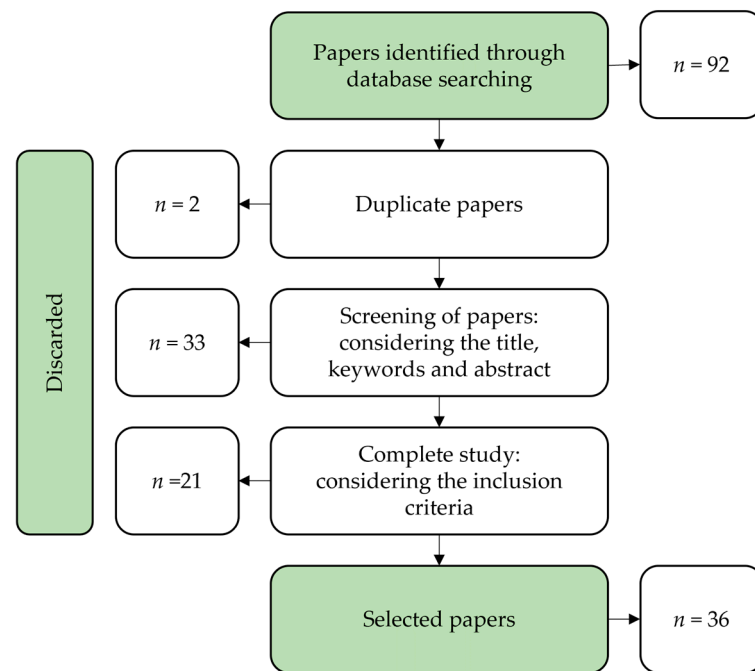 Papers identified through
database searching
n = 92
Discarded
n = 2
Duplicate papers
n = 33
Screening of papers:
considering the title,
keywords and abstract
n =21
Complete study:
considering the inclusion
criteria
Selected papers
n = 36